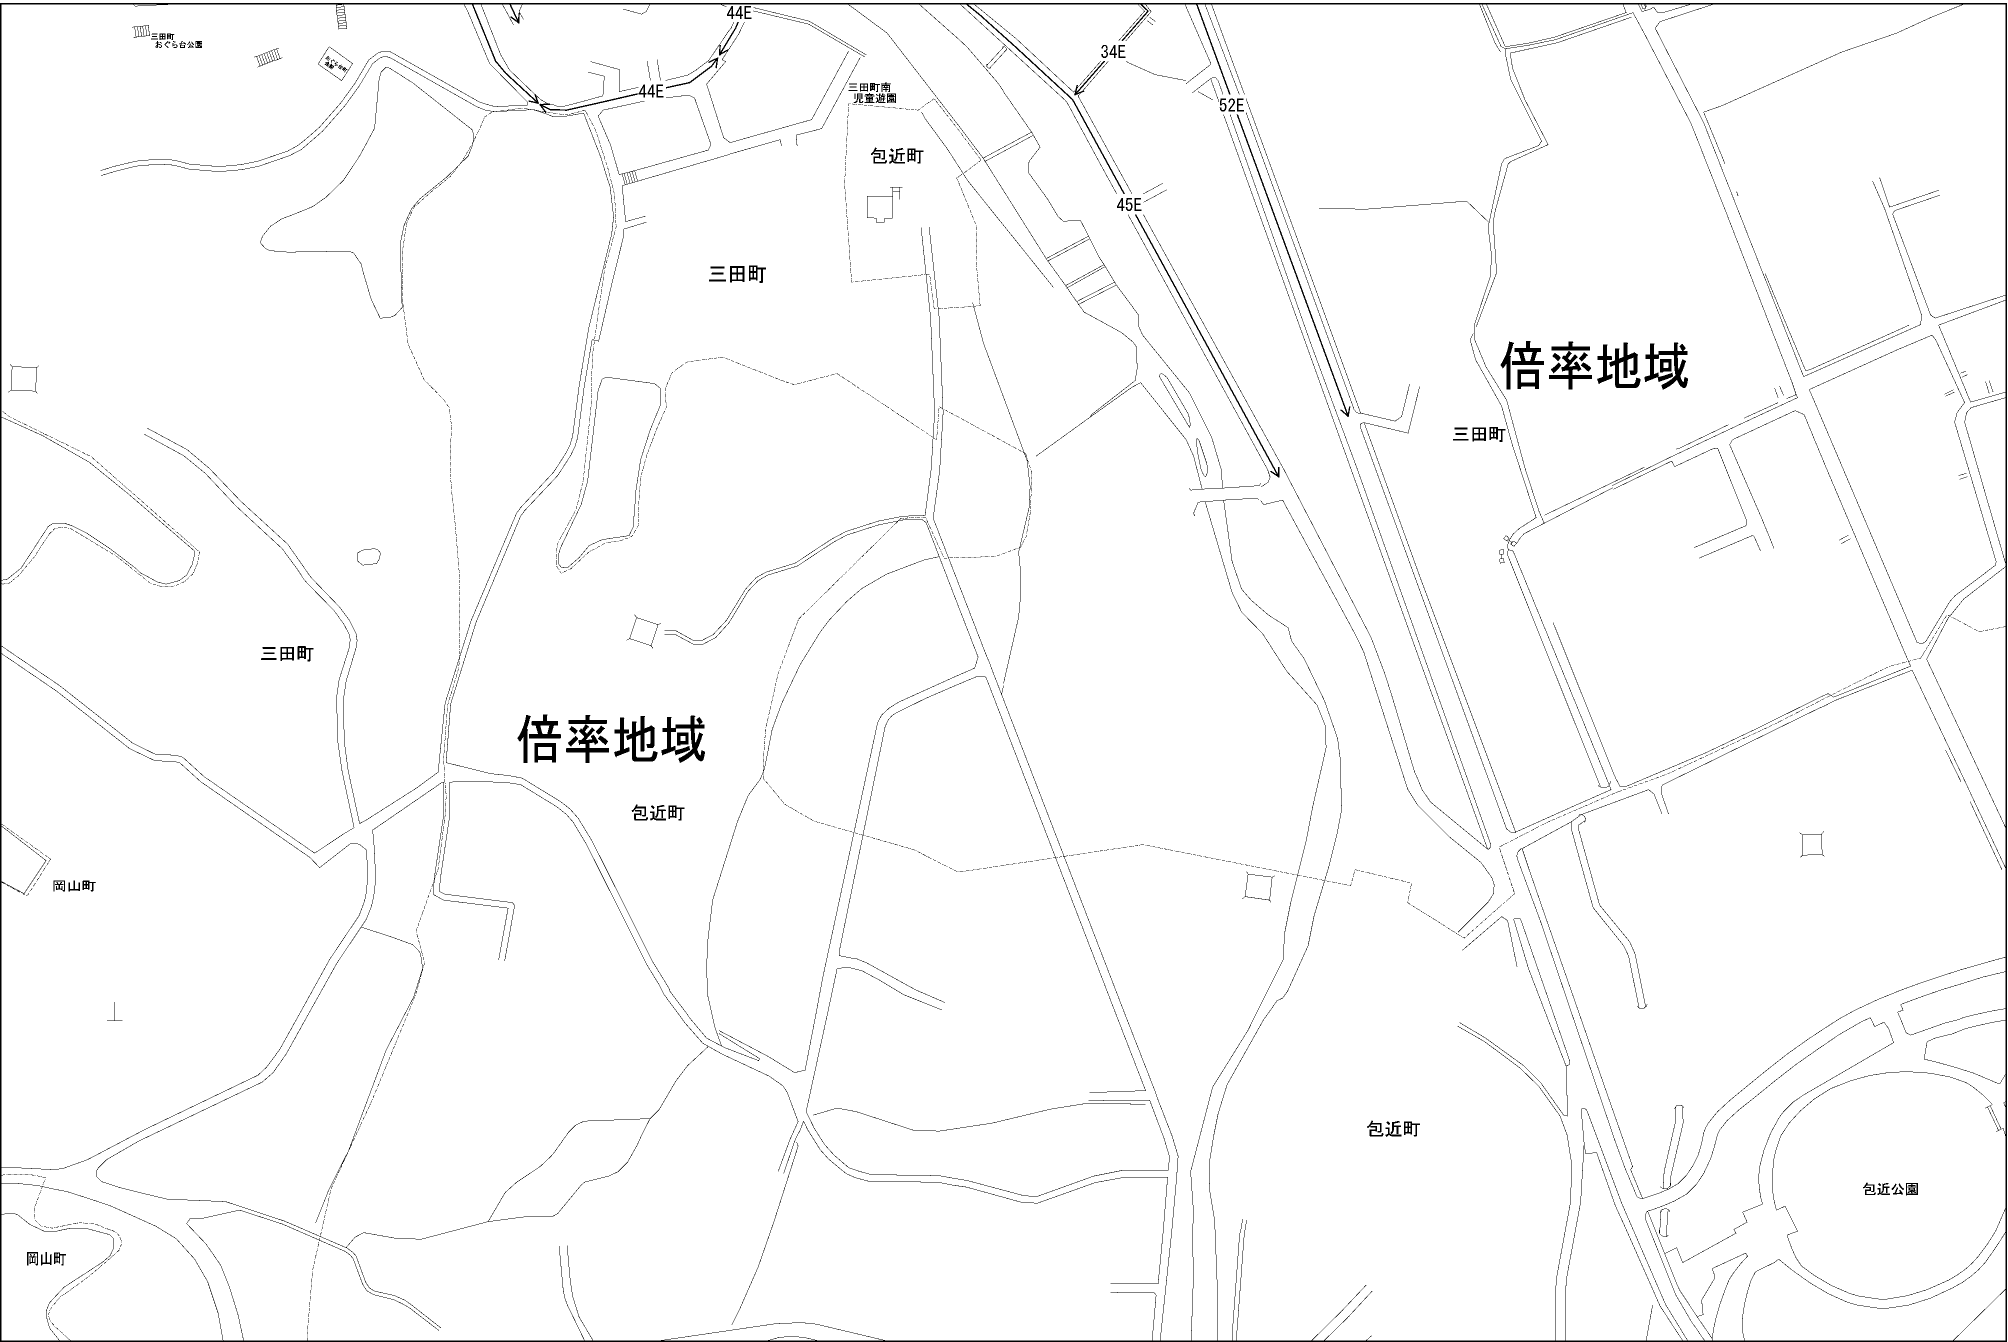 44E
34E
三田町
おぐら台公園
44E
三田町南
児童遊園
52E
包近町
45E
三田町
倍率地域
三田町
三田町
倍率地域
包近町
岡山町
包近町
包近公園
岡山町